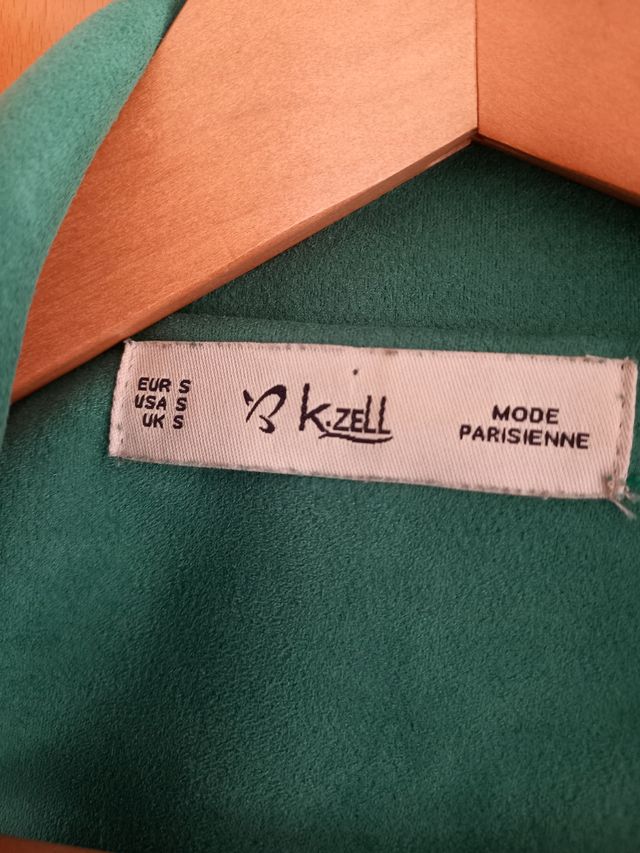 EUR S
USA S
UK S
K.ZELL
MODE
PARISIENNE